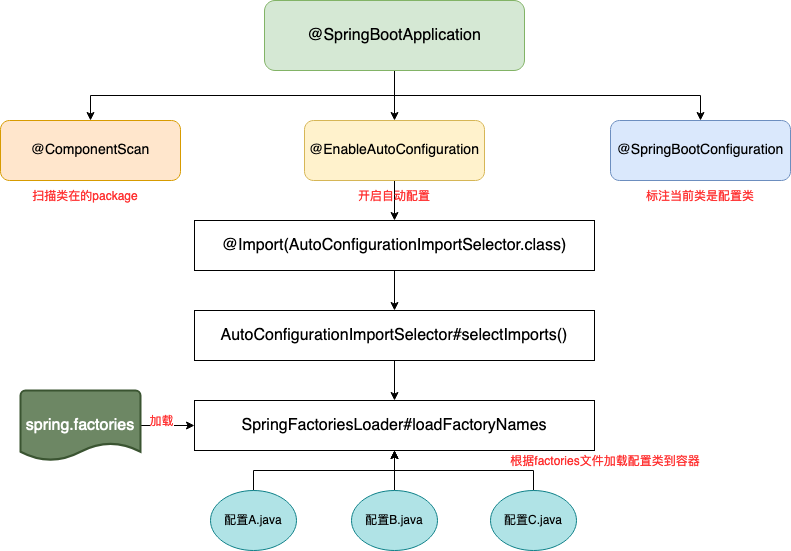 @SpringBootApplication
@ComponentScan
@EnableAutoConfiguration
@SpringBootConfiguration
扫描类在的package
开启自动配置
标注当前类是配置类
@Import(AutoConfigurationImportSelector.class)
AutoConfigurationImportSelector#selectImports()
spring.factories
加载
SpringFactoriesLoader#loadFactoryNames
根据factories文件加载配置类到容器
配置A.java
配置B.java
配置C.java